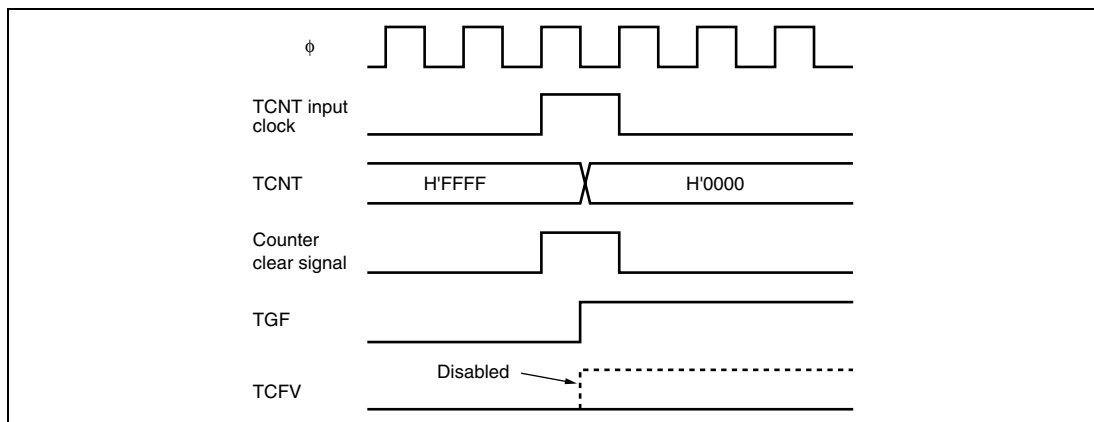 ϕ
TCNT input
clock
TCNT
H'FFFF
H'0000
Counter
clear signal
TGF
Disabled
TCFV